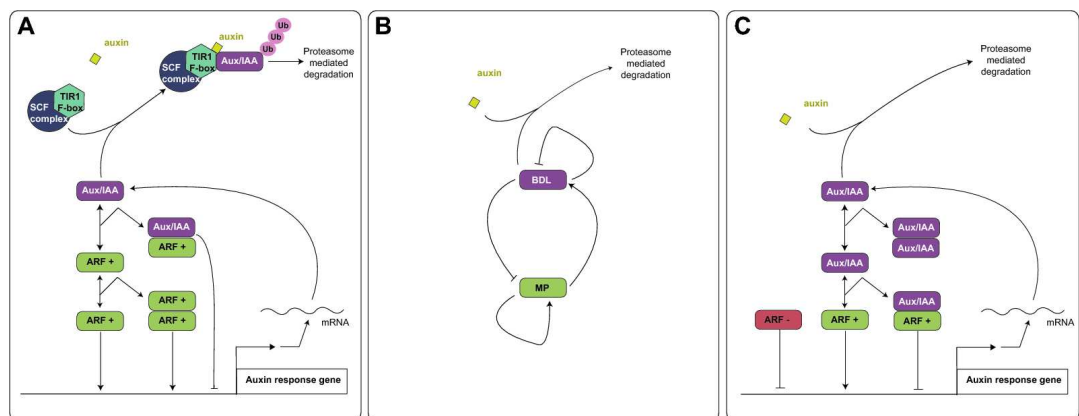 A
auxin
Ub
Ub
Ub
auxin
TIR1
F-box
Aux/IAA
SCF
complex
Proteasome
mediated
degradation
TIR1
F-box
SCF
complex
Aux/IAA
Aux/IAA
ARF +
ARF +
ARF +
ARF +
ARF +
mRNA
Auxin response gene
B
auxin
Proteasome
mediated
degradation
BDL
MP
C
auxin
Proteasome
mediated
degradation
Aux/IAA
Aux/IAA
Aux/IAA
Aux/IAA
Aux/IAA
ARF -
ARF +
ARF +
mRNA
Auxin response gene